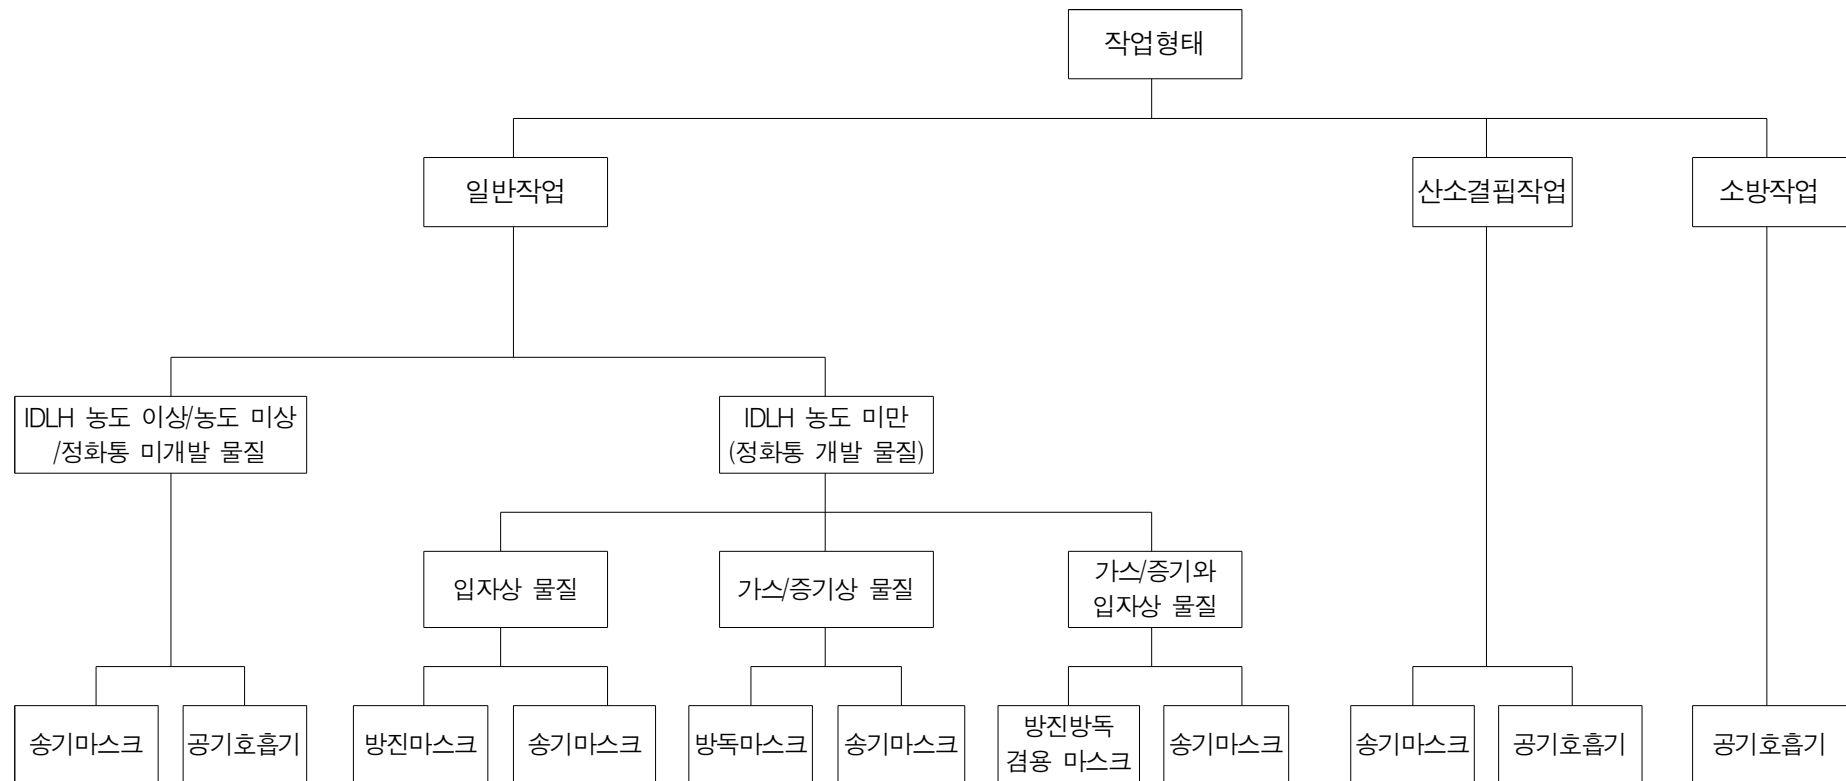 작업형태
일반작업
산소결핍작업
소방작업
IDLH 농도 이상/농도 미상
/정화통 미개발 물질
IDLH 농도 미만
(정화통 개발 물질)
입자상 물질
가스/증기상 물질
가스/증기와
입자상 물질
송기마스크
공기호흡기
방진마스크
송기마스크
방독마스크
송기마스크
방진방독
겸용 마스크
송기마스크
송기마스크
공기호흡기
공기호흡기